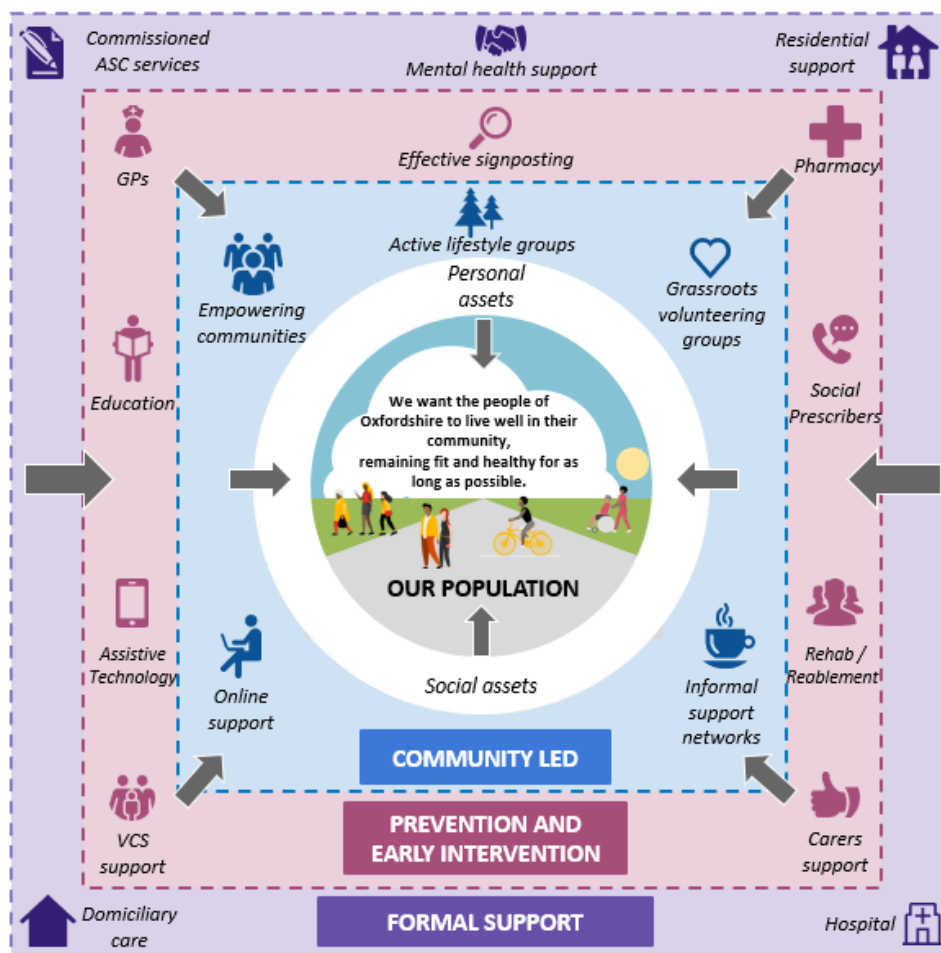 Commissioned
ASC services
Mental health support
Residential
support
GPs
Effective signposting
Pharmacy
Active lifestyle groups
Empowering
communities
Personal
assets
Grassroots
volunteering
groups
Education
Social
Prescribers
We want the people of
Oxfordshire to live well in their
community,
remaining fit and healthy for as
long as possible.
OUR POPULATION
Assistive
Technology
Online
support
Social assets
Informal
support
networks
Rehab /
Reablement
COMMUNITY LED
VCS
support
PREVENTION AND
EARLY INTERVENTION
Carers
support
Domiciliary
care
FORMAL SUPPORT
Hospital